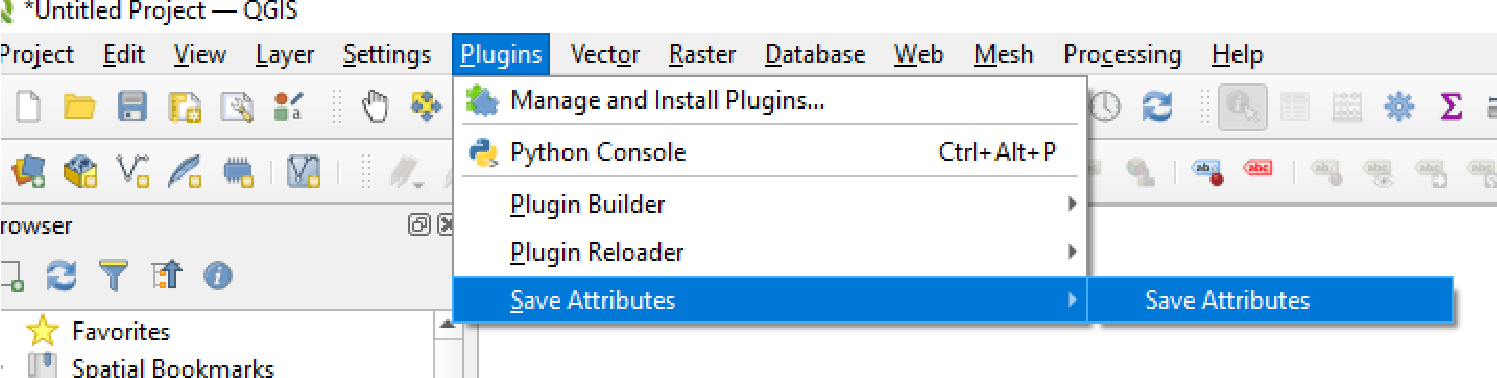 *Untitled Project — QGIS
Project Edit View Layer Settings Plugins Vector Raster Database Web Mesh Processing Help
Manage and Install Plugins...
Python Console Ctrl+Alt+P
Plugin Builder
Plugin Reloader
Save Attributes Save Attributes
rowser
Favorites
Spatial Bookmarks